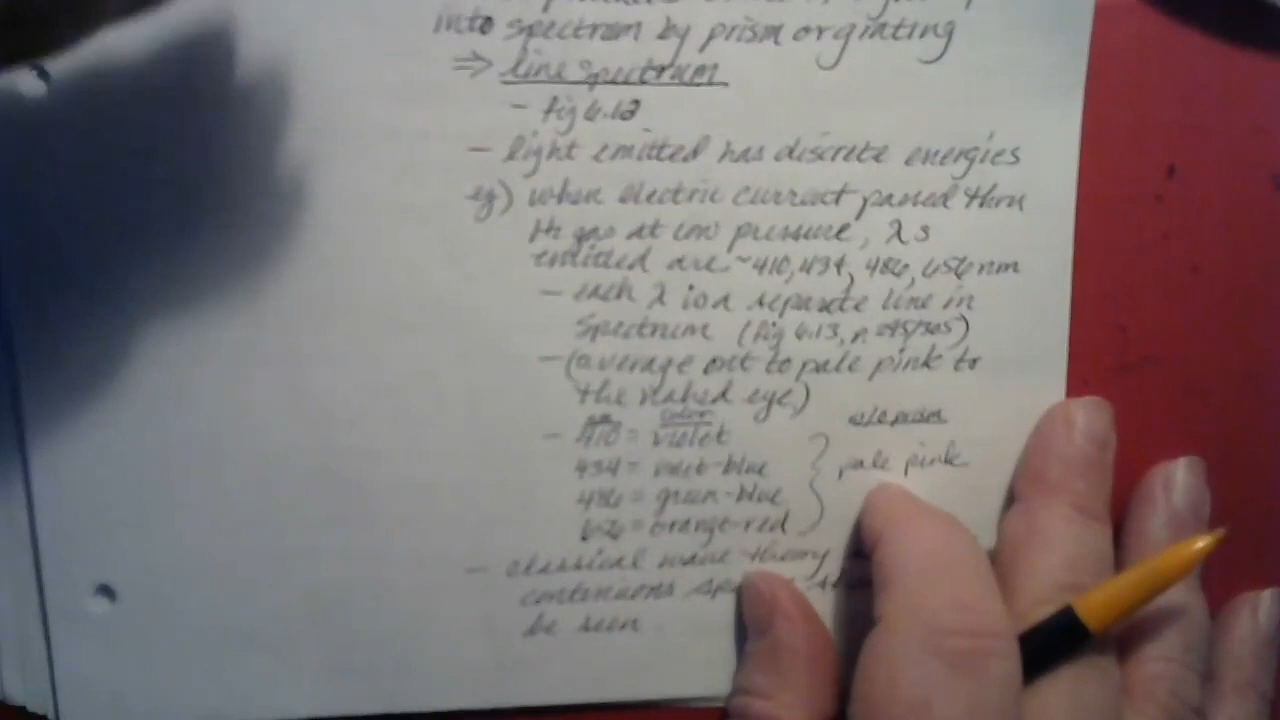 into spectrum by prism orginating
⇒ line spectrum
- fig 6.12
- light emitted has discrete energies
eg) when electric current passed thru
H₂ gas at low pressure, λs
emitted are ~410, 434, 486, 656 nm
- each λ is a separate line in
spectrum (fig 6.13, p.
- (average out to pale pink to
the naked eye)
nm color
- 410 = violet
434 = violet-blue } pale pink
486 = green-blue
656 = orange-red
- classical wave theory
continuous
be seen